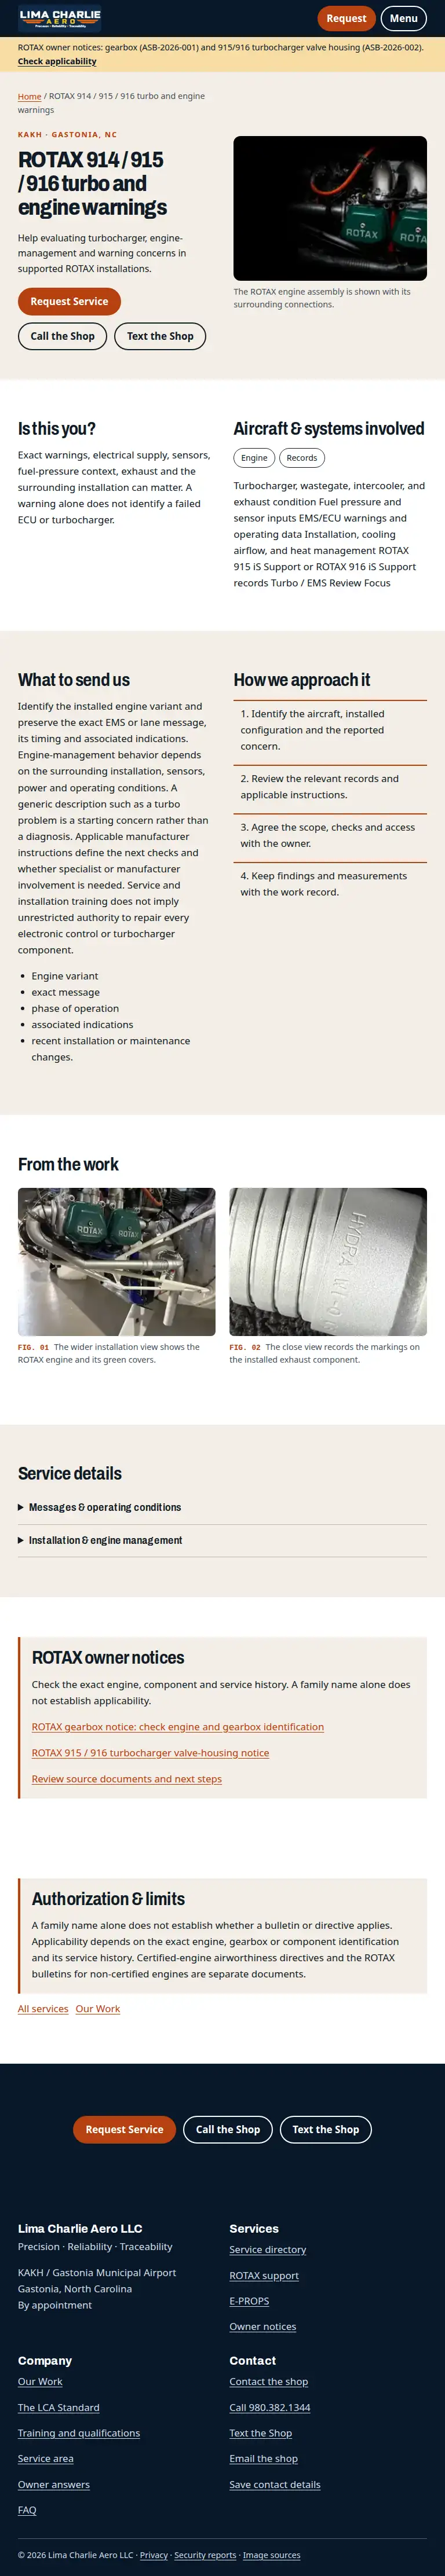 LIMA CHARLIE
AERO
Precision · Reliability · Traceability
Request
Menu
ROTAX owner notices: gearbox (ASB-2026-001) and 915/916 turbocharger valve housing (ASB-2026-002).
Check applicability
Home / ROTAX 914 / 915 / 916 turbo and engine
warnings
KAKH · GASTONIA, NC
ROTAX 914 / 915
/ 916 turbo and
engine warnings
Help evaluating turbocharger, engine-
management and warning concerns in
supported ROTAX installations.
Request Service
Call the Shop
Text the Shop
ROTAX
ROTAX
The ROTAX engine assembly is shown with its
surrounding connections.
Is this you?
Exact warnings, electrical supply, sensors,
fuel-pressure context, exhaust and the
surrounding installation can matter. A
warning alone does not identify a failed
ECU or turbocharger.
Aircraft & systems involved
Engine
Records
Turbocharger, wastegate, intercooler, and
exhaust condition Fuel pressure and
sensor inputs EMS/ECU warnings and
operating data Installation, cooling
airflow, and heat management ROTAX
915 iS Support or ROTAX 916 iS Support
records Turbo / EMS Review Focus
What to send us
Identify the installed engine variant and
preserve the exact EMS or lane message,
its timing and associated indications.
Engine-management behavior depends
on the surrounding installation, sensors,
power and operating conditions. A
generic description such as a turbo
problem is a starting concern rather than
a diagnosis. Applicable manufacturer
instructions define the next checks and
whether specialist or manufacturer
involvement is needed. Service and
installation training does not imply
unrestricted authority to repair every
electronic control or turbocharger
component.
• Engine variant
• exact message
• phase of operation
• associated indications
• recent installation or maintenance
changes.
How we approach it
1. Identify the aircraft, installed
configuration and the reported
concern.
2. Review the relevant records and
applicable instructions.
3. Agree the scope, checks and access
with the owner.
4. Keep findings and measurements
with the work record.
From the work
ROTAX
ROTAX
HYDRA
FIG. 01 The wider installation view shows the
ROTAX engine and its green covers.
FIG. 02 The close view records the markings on
the installed exhaust component.
Service details
Messages & operating conditions
Installation & engine management
ROTAX owner notices
Check the exact engine, component and service history. A family name alone does
not establish applicability.
ROTAX gearbox notice: check engine and gearbox identification
ROTAX 915 / 916 turbocharger valve-housing notice
Review source documents and next steps
Authorization & limits
A family name alone does not establish whether a bulletin or directive applies.
Applicability depends on the exact engine, gearbox or component identification
and its service history. Certified-engine airworthiness directives and the ROTAX
bulletins for non-certified engines are separate documents.
All services Our Work
Request Service
Call the Shop
Text the Shop
Lima Charlie Aero LLC
Precision · Reliability · Traceability
KAKH / Gastonia Municipal Airport
Gastonia, North Carolina
By appointment
Services
Service directory
ROTAX support
E-PROPS
Owner notices
Company
Our Work
The LCA Standard
Training and qualifications
Service area
Owner answers
FAQ
Contact
Contact the shop
Call 980.382.1344
Text the Shop
Email the shop
Save contact details
© 2026 Lima Charlie Aero LLC · Privacy · Security reports · Image sources